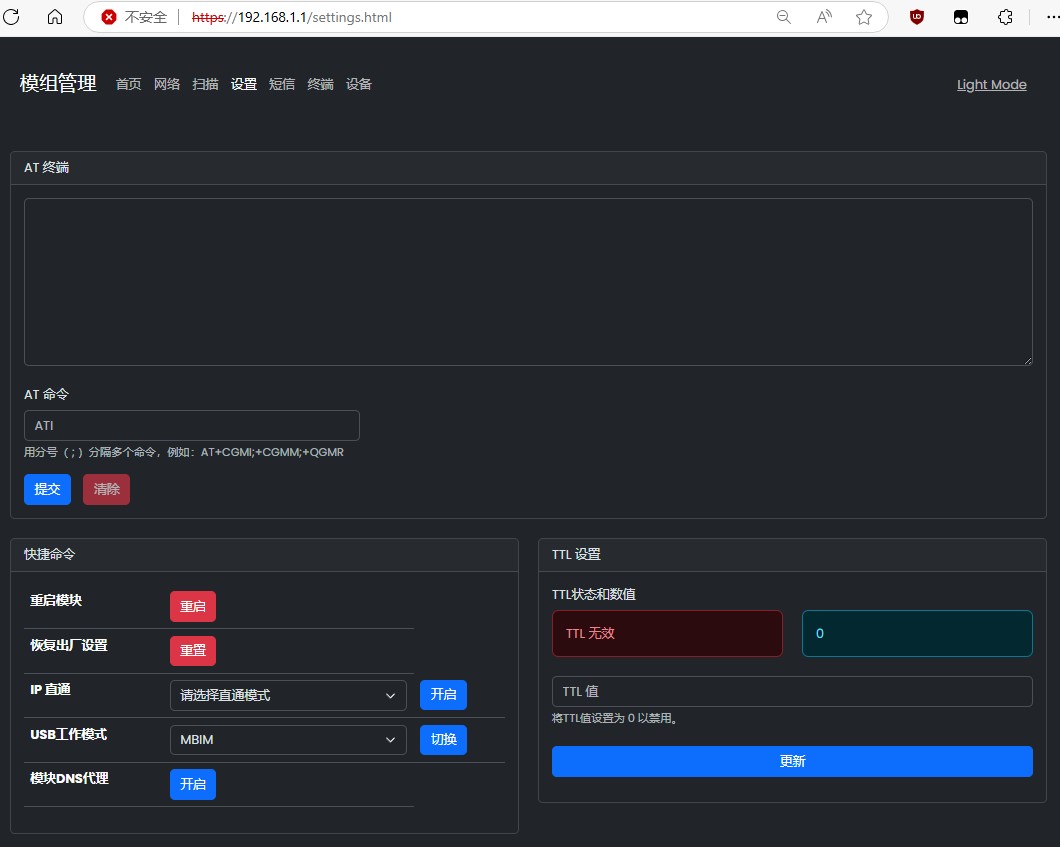 不安全 https://192.168.1.1/settings.html
模组管理 首页 网络 扫描 设置 短信 终端 设备 Light Mode
AT 终端
AT 命令
ATI
用分号（;）分隔多个命令，例如：AT+CGMI;+CGMM;+QGMR
提交 清除
快捷命令
重启模块 重启
恢复出厂设置 重置
IP 直通 请选择直通模式 开启
USB工作模式 MBIM 切换
模块DNS代理 开启
TTL 设置
TTL状态和数值
TTL 无效 0
TTL 值
将TTL值设置为 0 以禁用。
更新